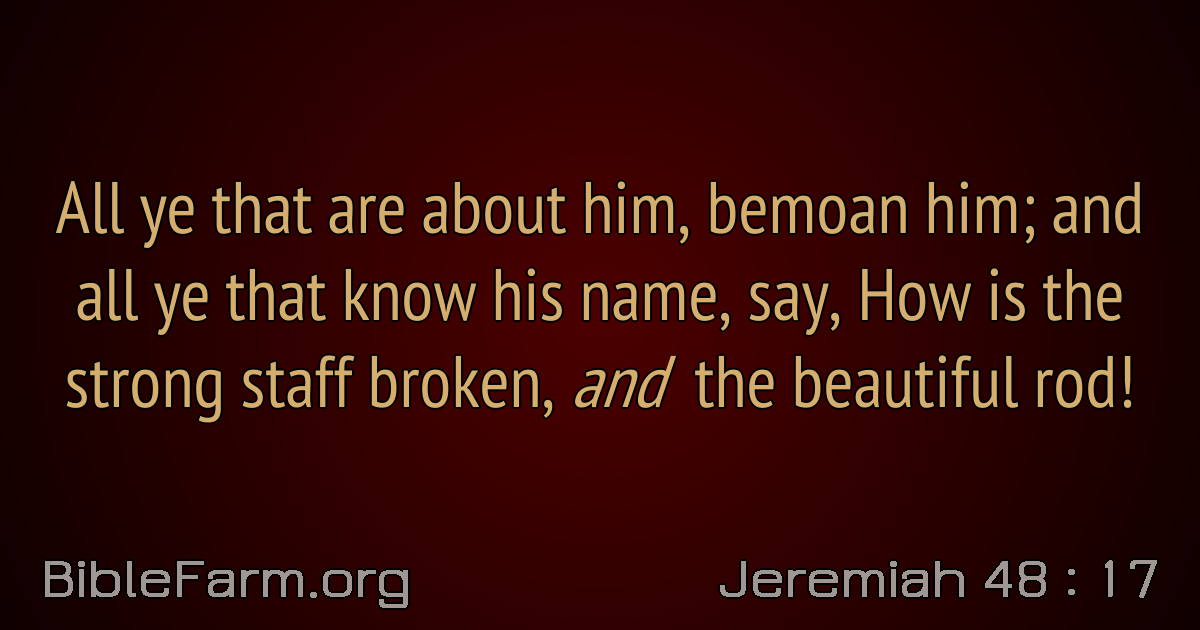 All ye that are about him, bemoan him; and
all ye that know his name, say, How is the
strong staff broken, and the beautiful rod!
BibleFarm.org
Jeremiah 48 : 17